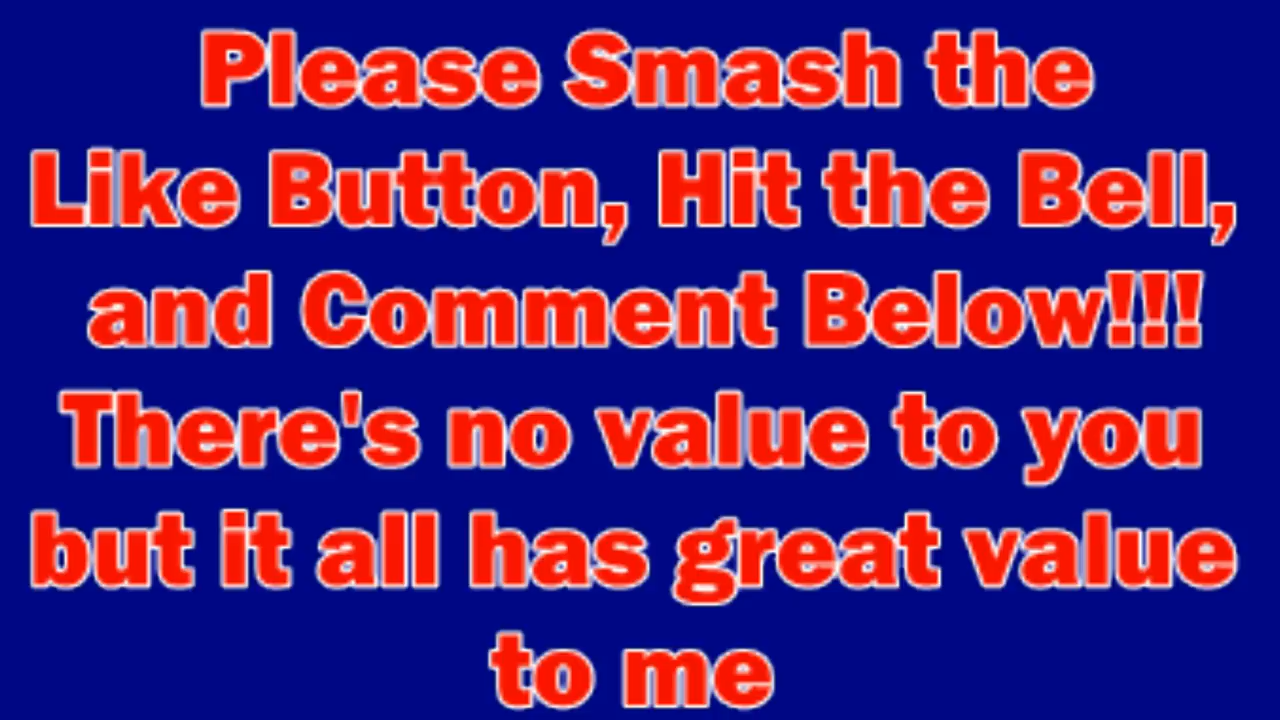 Please Smash the
Like Button, Hit the Bell,
and Comment Below!!!
There's no value to you
but it all has great value
to me